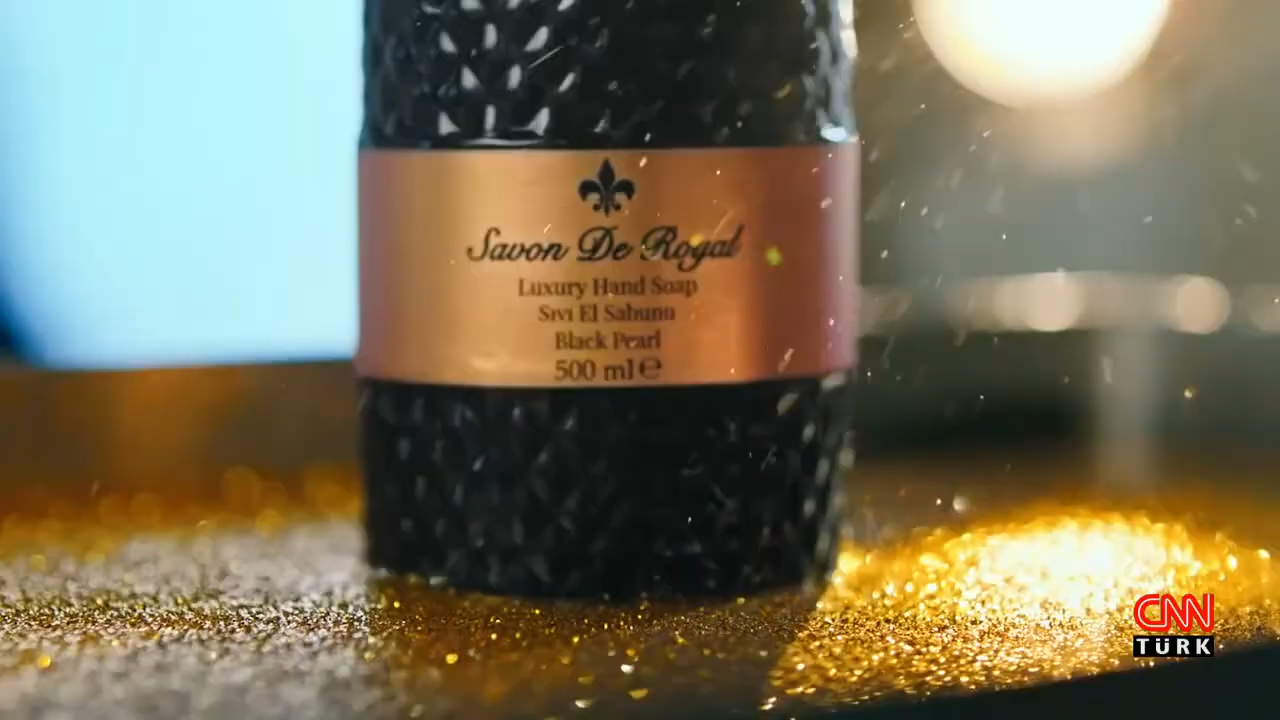 Savon De Royal
Luxury Hand Soap
Sıvı El Sabunu
Black Pearl
500 ml ℮
CNN
TÜRK